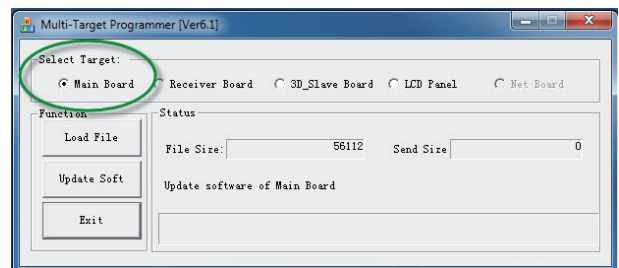 Multi-Target Programmer [Ver6.1]
Select Target:
Main Board Receiver Board 3D_Slave Board LCD Panel Net Board
Function
Load File
Update Soft
Exit
Status
File Size: 56112 Send Size 0
Update software of Main Board